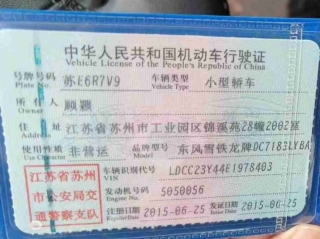 中华人民共和国机动车行驶证
Vehicle License of the People's Republic of China
号牌号码 苏E6R7V9 车辆类型 小型轿车
Plate No. Vehicle Type
所有人 顾颢
Owner
住址 江苏省苏州市工业园区锦溪苑28幢2002室
使用性质 非营运 品牌型号 东风雪铁龙牌DC7183LYBA
江苏省苏州市公安局交通警察支队
车辆识别代号 LDCC23Y44E1978403
VIN
发动机号码 5050056
Engine No.
注册日期 2015-06-25 发证日期 2015-06-25
Issue Date